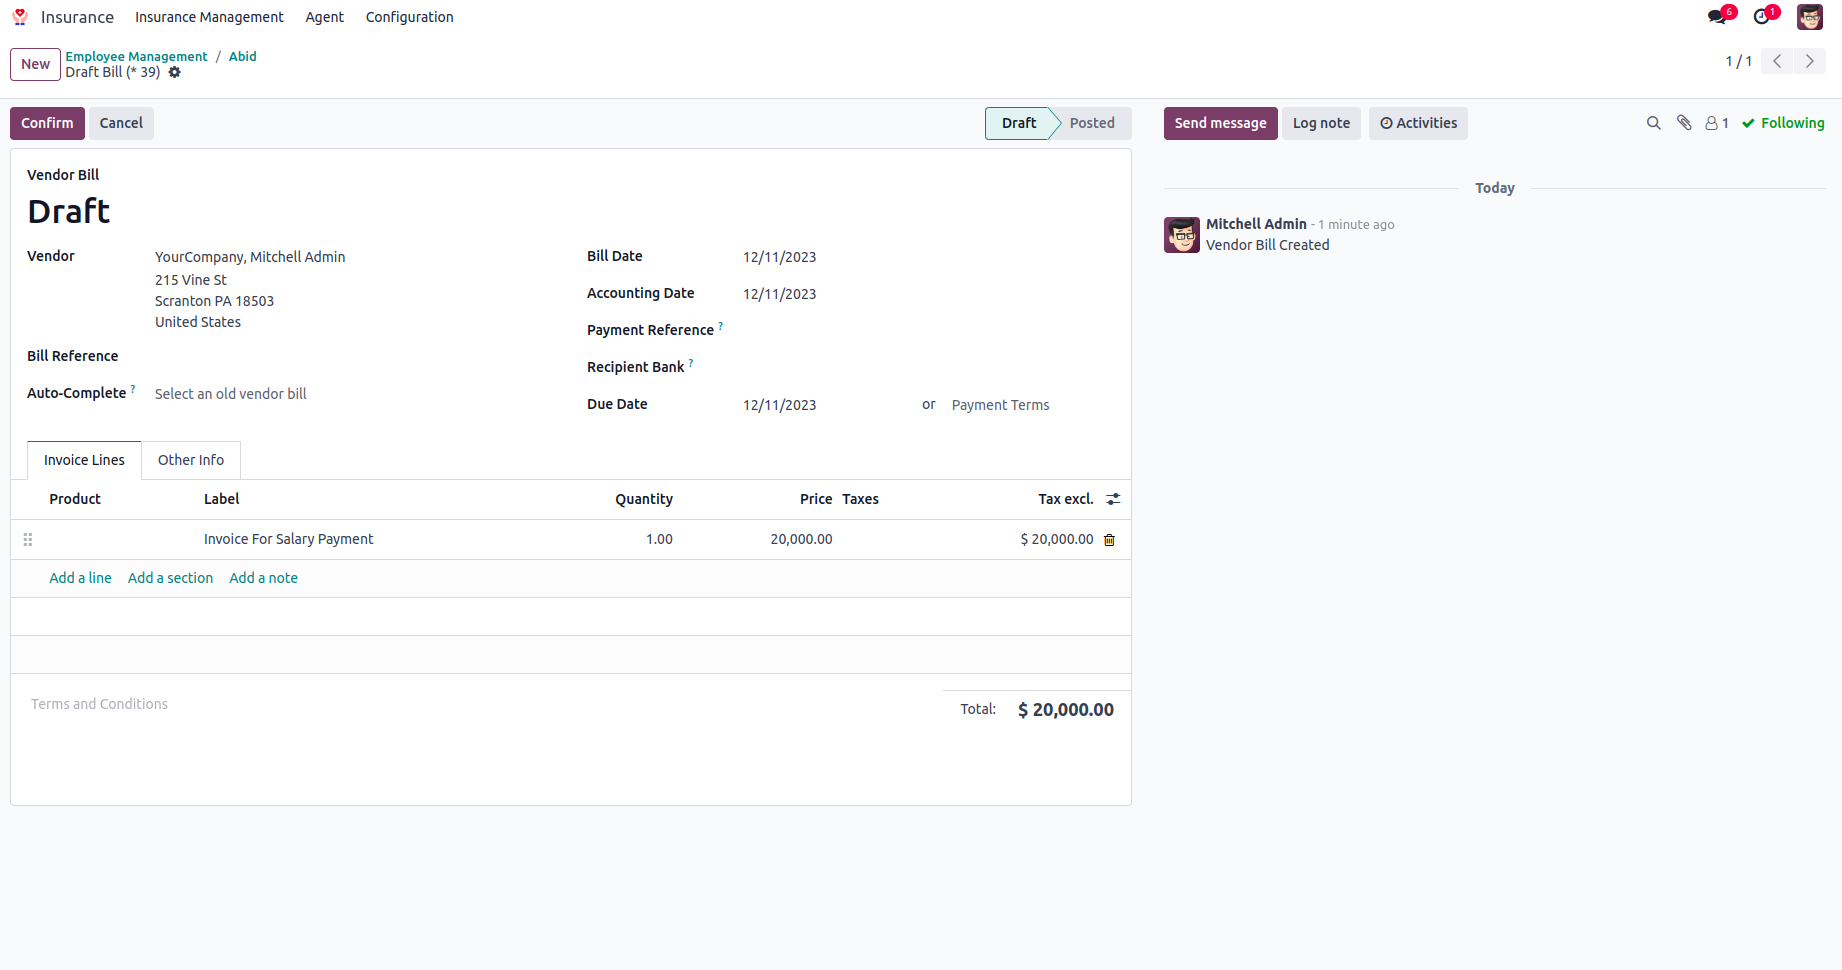 Insurance Insurance Management Agent Configuration 6 1
New Employee Management / Abid
Draft Bill (* 39) 1 / 1
Confirm Cancel Draft Posted Send message Log note Activities 1 Following
Vendor Bill
Draft
Vendor YourCompany, Mitchell Admin
215 Vine St
Scranton PA 18503
United States
Bill Reference
Auto-Complete ? Select an old vendor bill
Bill Date 12/11/2023
Accounting Date 12/11/2023
Payment Reference ?
Recipient Bank ?
Due Date 12/11/2023 or Payment Terms
Invoice Lines Other Info
Product Label Quantity Price Taxes Tax excl.
Invoice For Salary Payment 1.00 20,000.00 $ 20,000.00
Add a line Add a section Add a note
Terms and Conditions
Total: $ 20,000.00
Today
Mitchell Admin - 1 minute ago
Vendor Bill Created